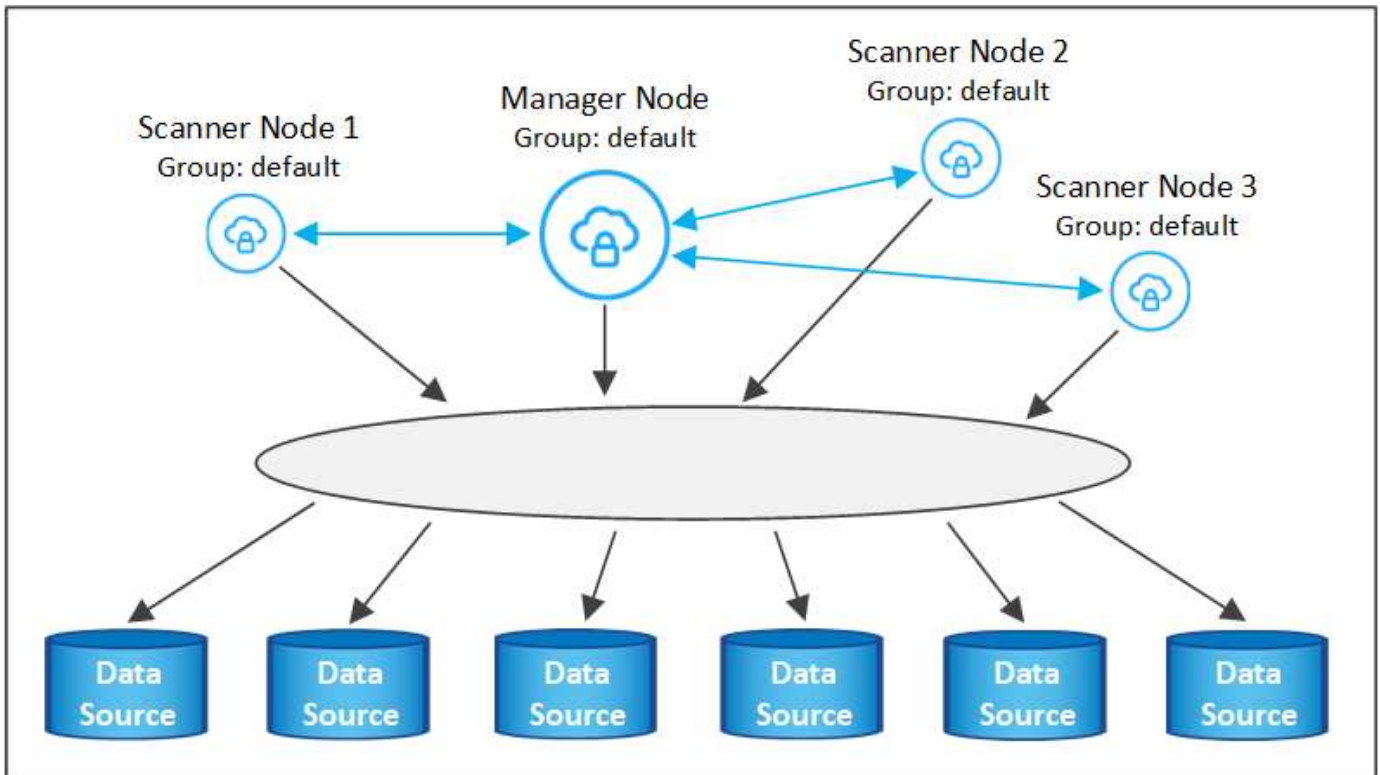 Scanner Node 1
Group: default
Manager Node
Group: default
Scanner Node 2
Group: default
Scanner Node 3
Group: default
Data
Source
Data
Source
Data
Source
Data
Source
Data
Source
Data
Source